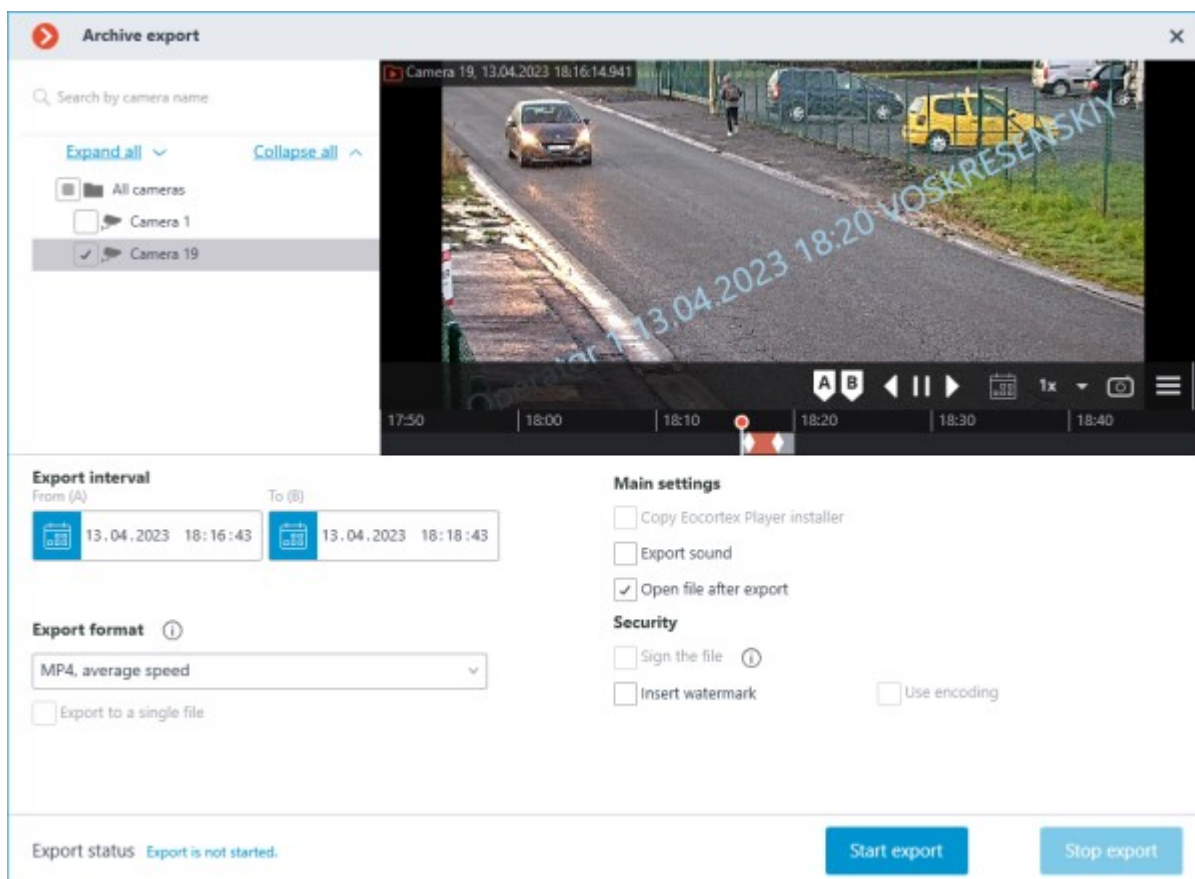 Archive export
Search by camera name
Expand all
Collapse all
All cameras
Camera 1
Camera 19
Camera 19, 13.04.2023 18:16:14.941
Operator 1 13.04.2023 18:20 VOSKRESENSKIY
A B 1x
17:50 18:00 18:10 18:20 18:30 18:40
Export interval
From (A) To (B)
13.04.2023 18:16:43 13.04.2023 18:18:43
Export format
MP4, average speed
Export to a single file
Main settings
Copy Eocortex Player installer
Export sound
Open file after export
Security
Sign the file
Insert watermark Use encoding
Export status Export is not started.
Start export Stop export